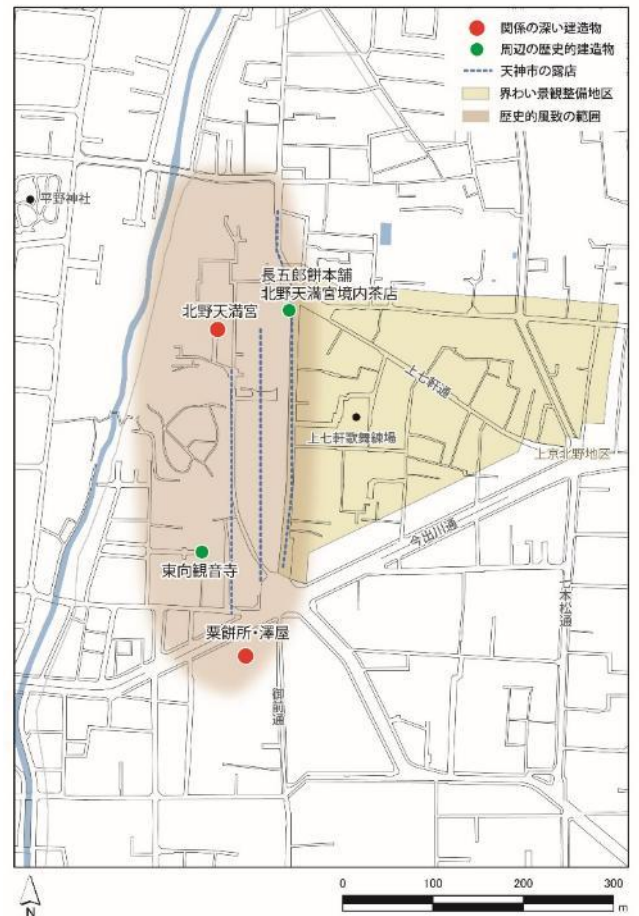 関係の深い建造物
周辺の歴史的建造物
天神市の露店
界わい景観整備地区
歴史的風致の範囲
平野神社
長五郎餅本舗
北野天満宮境内茶店
北野天満宮
上七軒通
上七軒歌舞練場
上京北野地区
今出川通
七本松通
東向観音寺
粟餅所・澤屋
御前通
N
0 100 200 300
m